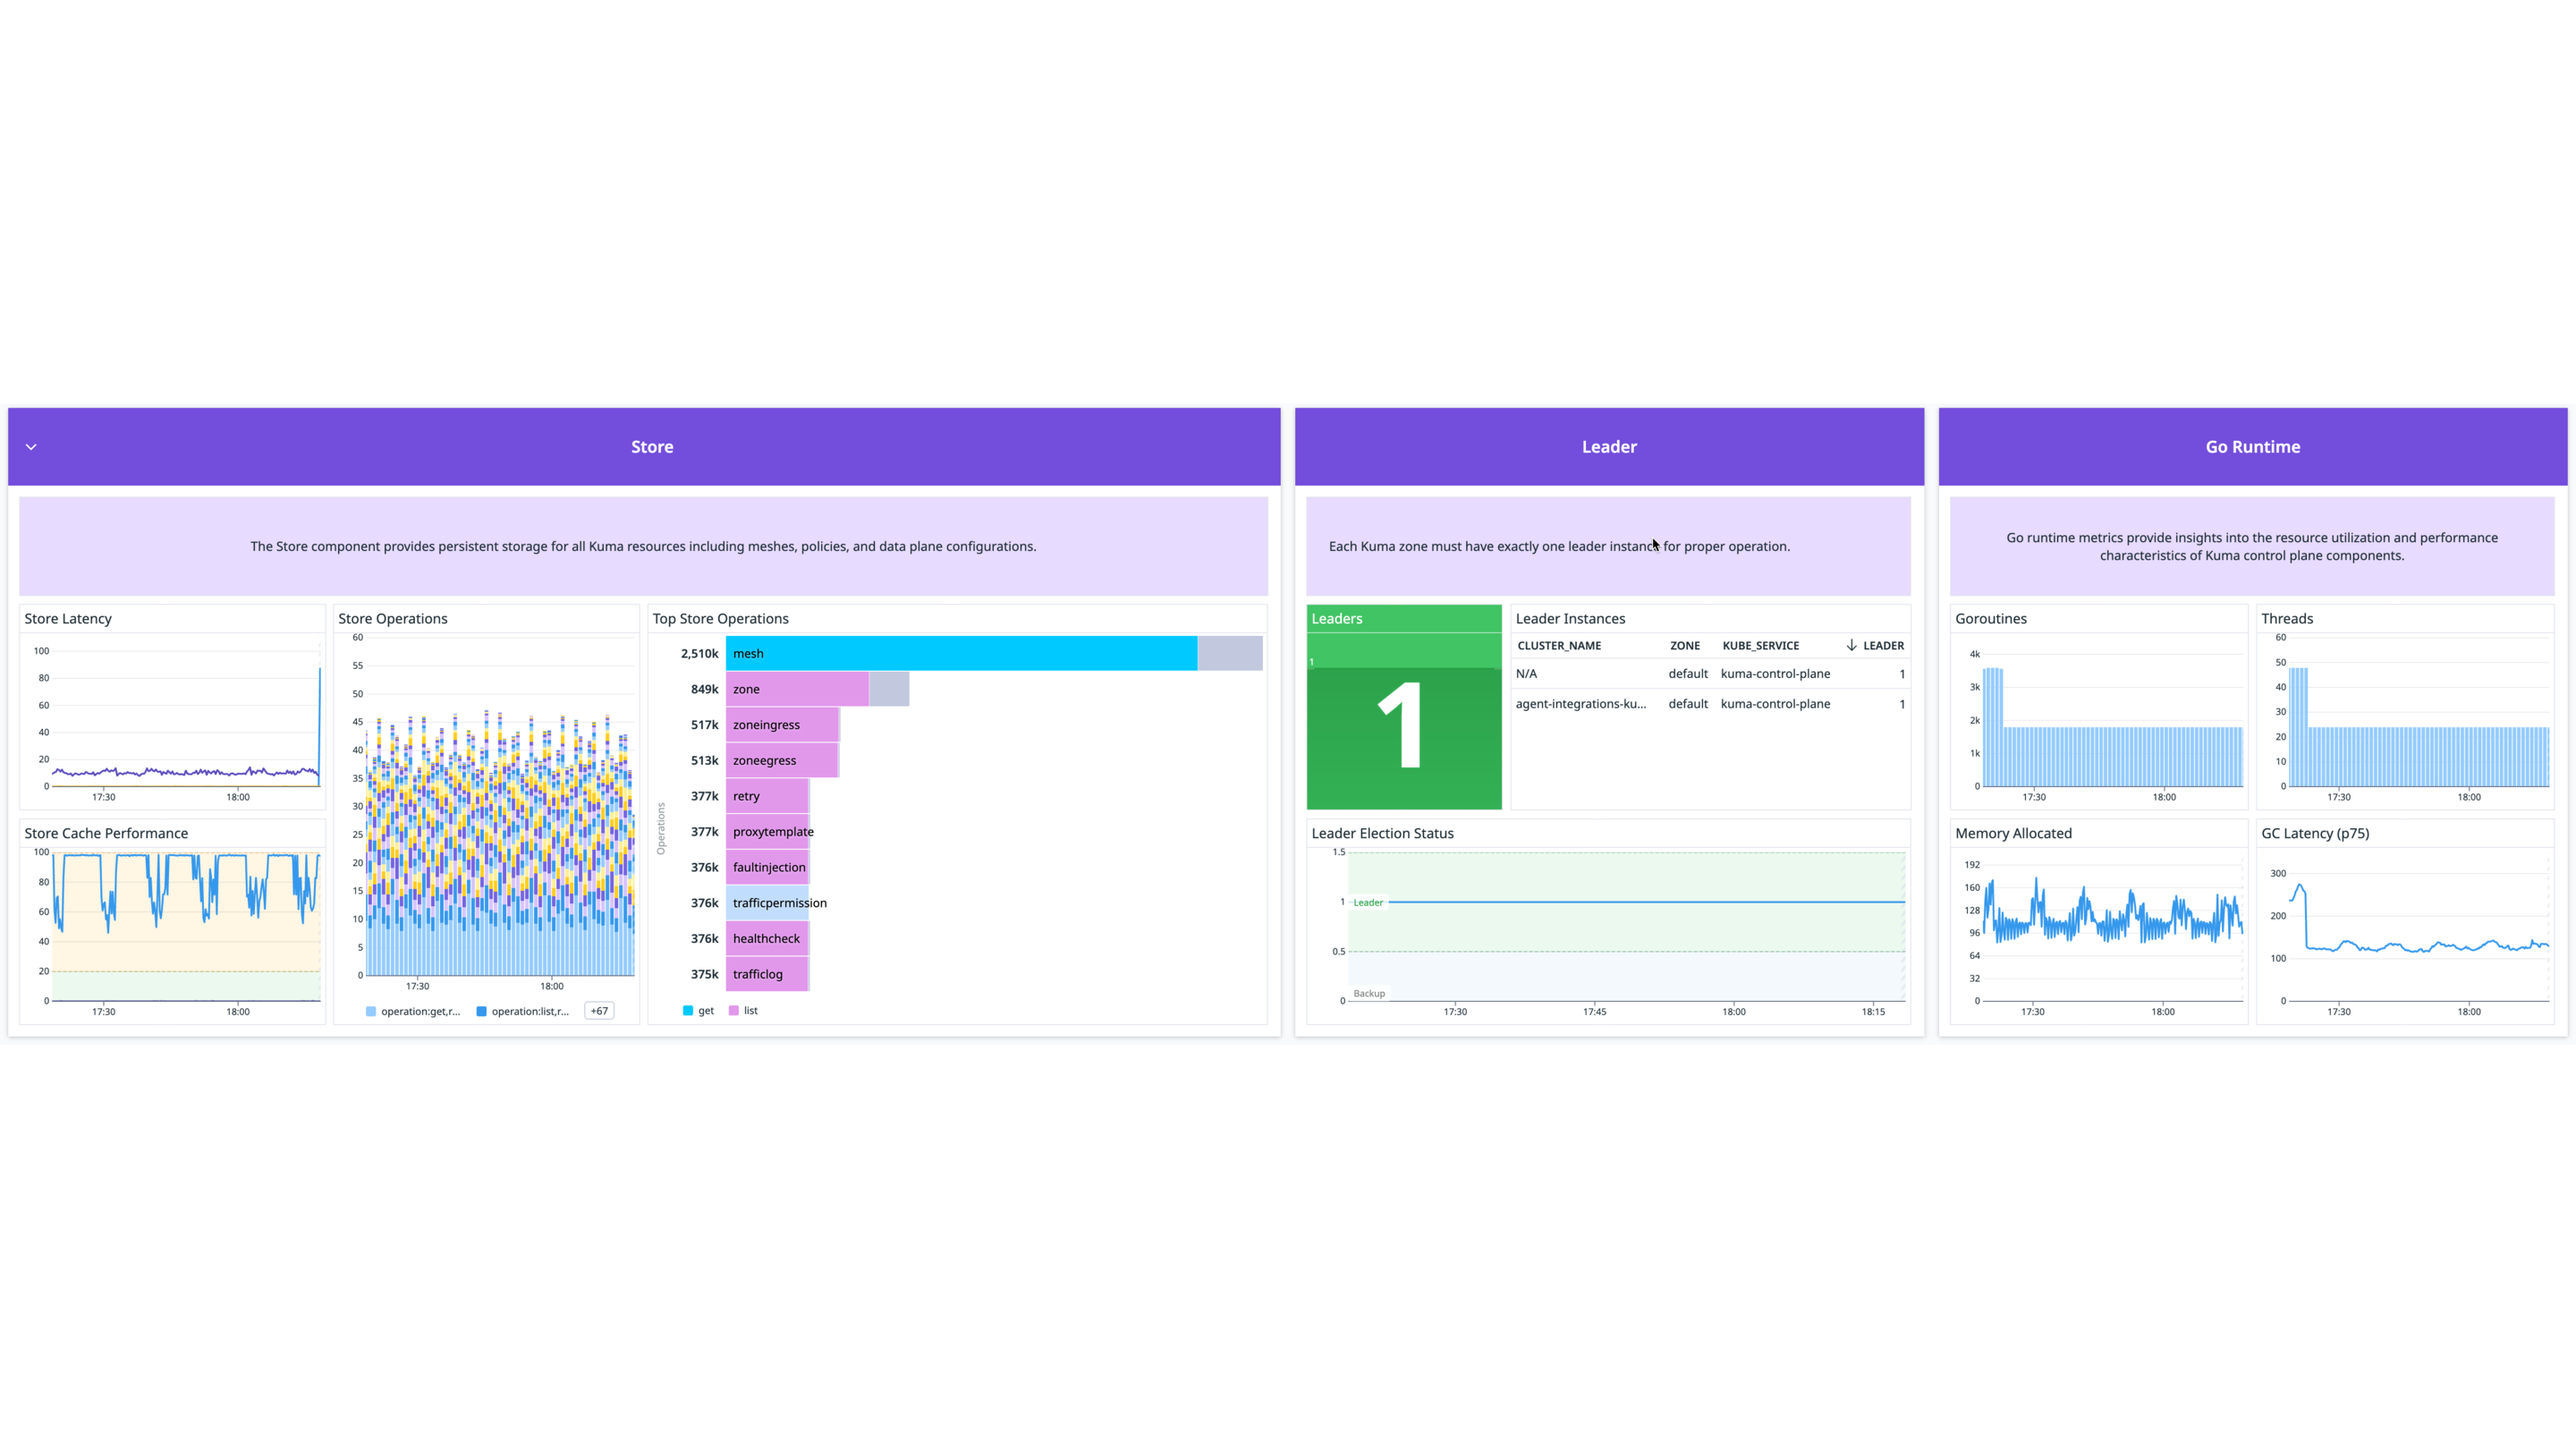 Store
The Store component provides persistent storage for all Kuma resources including meshes, policies, and data plane configurations.
Store Latency
100
80
60
40
20
0
17:30
18:00
Store Cache Performance
100
80
60
40
20
0
17:30
18:00
Store Operations
60
55
50
45
40
35
30
25
20
15
10
5
0
17:30
18:00
operation:get,r...
operation:list,r...
+67
Top Store Operations
Operations
2,510k mesh
849k zone
517k zoneingress
513k zoneegress
377k retry
377k proxytemplate
376k faultinjection
376k trafficpermission
376k healthcheck
375k trafficlog
get
list
Leader
Each Kuma zone must have exactly one leader instance for proper operation.
Leaders
1
1
Leader Instances
CLUSTER_NAME ZONE KUBE_SERVICE LEADER
N/A default kuma-control-plane 1
agent-integrations-ku... default kuma-control-plane 1
Leader Election Status
1.5
1
Leader
0.5
Backup
0
17:30
17:45
18:00
18:15
Go Runtime
Go runtime metrics provide insights into the resource utilization and performance
characteristics of Kuma control plane components.
Goroutines
4k
3k
2k
1k
0
17:30
18:00
Threads
60
50
40
30
20
10
0
17:30
18:00
Memory Allocated
192
160
128
96
64
32
0
17:30
18:00
GC Latency (p75)
300
200
100
0
17:30
18:00